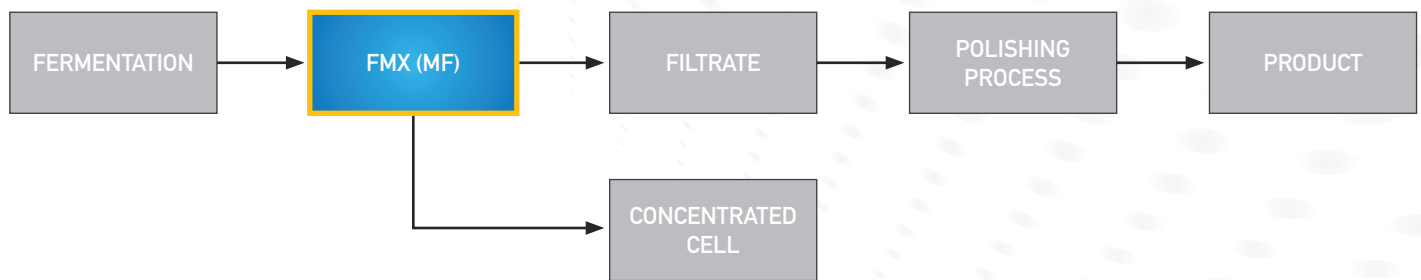 FERMENTATION
FMX (MF)
FILTRATE
POLISHING
PROCESS
PRODUCT
CONCENTRATED
CELL